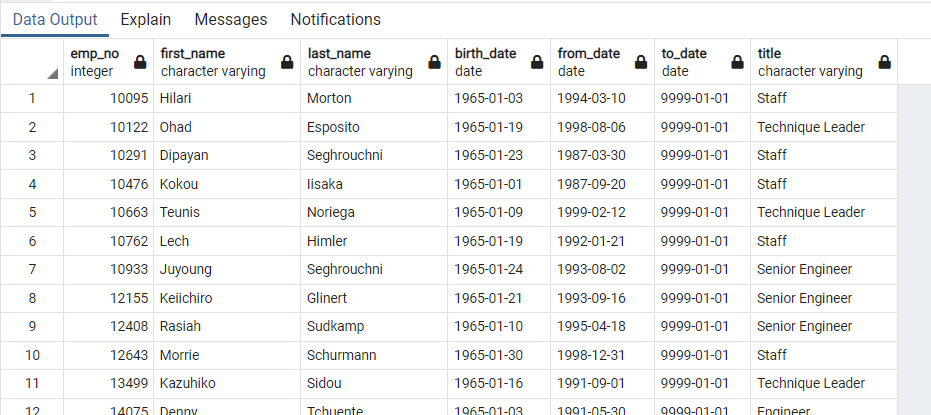 Data Output Explain Messages Notifications
emp_no first_name last_name birth_date from_date to_date title
integer character varying character varying date date date character varying
1 10095 Hilari Morton 1965-01-03 1994-03-10 9999-01-01 Staff
2 10122 Ohad Esposito 1965-01-19 1998-08-06 9999-01-01 Technique Leader
3 10291 Dipayan Seghrouchni 1965-01-23 1987-03-30 9999-01-01 Staff
4 10476 Kokou Iisaka 1965-01-01 1987-09-20 9999-01-01 Staff
5 10663 Teunis Noriega 1965-01-09 1999-02-12 9999-01-01 Technique Leader
6 10762 Lech Himler 1965-01-19 1992-01-21 9999-01-01 Staff
7 10933 Juyoung Seghrouchni 1965-01-24 1993-08-02 9999-01-01 Senior Engineer
8 12155 Keiichiro Glinert 1965-01-21 1993-09-16 9999-01-01 Senior Engineer
9 12408 Rasiah Sudkamp 1965-01-10 1995-04-18 9999-01-01 Senior Engineer
10 12643 Morrie Schurmann 1965-01-30 1998-12-31 9999-01-01 Staff
11 13499 Kazuhiko Sidou 1965-01-16 1991-09-01 9999-01-01 Technique Leader
12 14075 Denny Tchuente 1965-01-03 1991-05-30 9999-01-01 Engineer